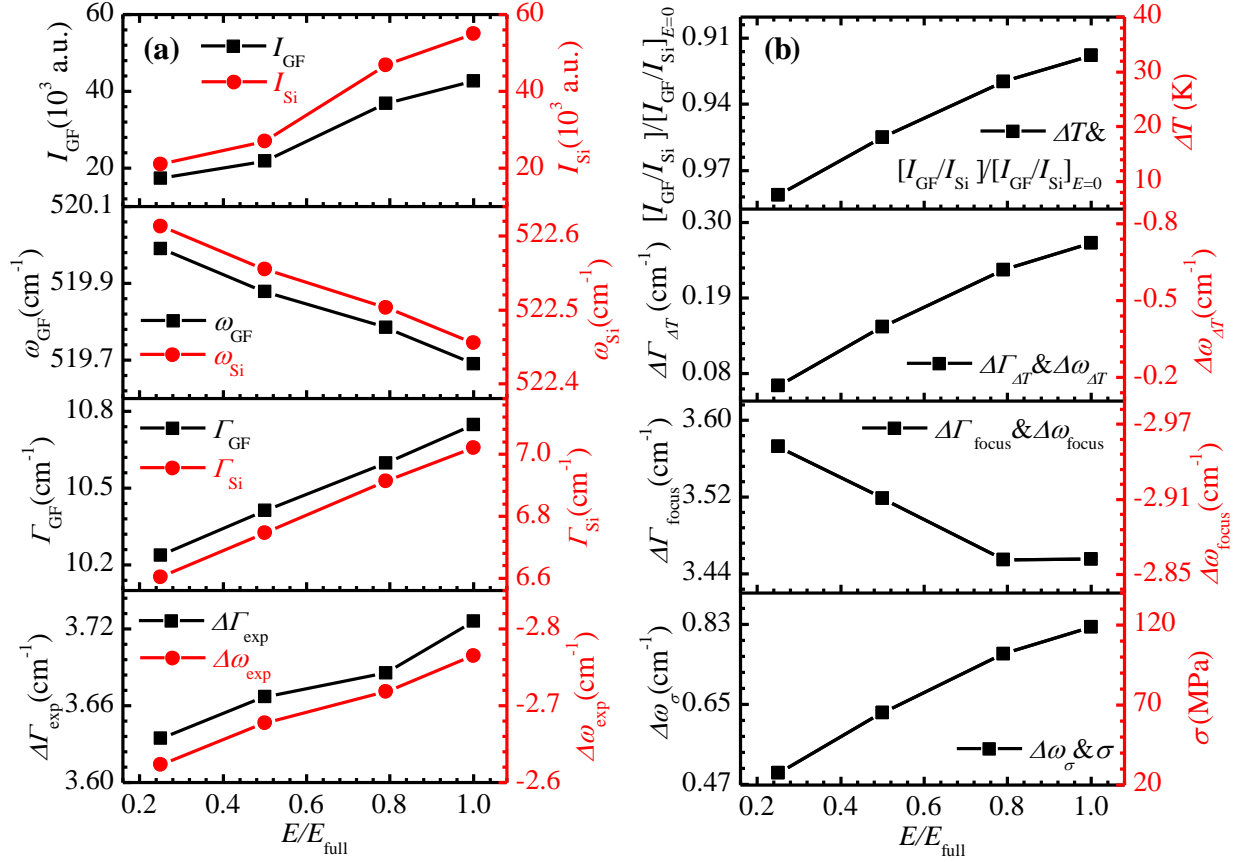 (a)
I_GF
I_Si
I_GF(10^3 a.u.)
60
40
20
I_Si(10^3 a.u.)
60
40
20
ω_GF(cm^-1)
520.1
519.9
519.7
ω_GF
ω_Si
ω_Si(cm^-1)
522.6
522.5
522.4
Γ_GF(cm^-1)
10.8
10.5
10.2
Γ_GF
Γ_Si
Γ_Si(cm^-1)
7.0
6.8
6.6
ΔΓ_exp(cm^-1)
3.72
3.66
3.60
ΔΓ_exp
Δω_exp
Δω_exp(cm^-1)
-2.8
-2.7
-2.6
0.2 0.4 0.6 0.8 1.0
E/E_full
(b)
[I_GF/I_Si ]/[I_GF/I_Si]_E=0
0.91
0.94
0.97
ΔT&
[I_GF/I_Si ]/[I_GF/I_Si]_E=0
ΔT (K)
40
30
20
10
ΔΓ_ΔT (cm^-1)
0.30
0.19
0.08
ΔΓ_ΔT&Δω_ΔT
Δω_ΔT(cm^-1)
-0.8
-0.5
-0.2
ΔΓ_focus(cm^-1)
3.60
3.52
3.44
ΔΓ_focus&Δω_focus
Δω_focus(cm^-1)
-2.97
-2.91
-2.85
Δω_σ(cm^-1)
0.83
0.65
0.47
Δω_σ&σ
σ (MPa)
120
70
20
0.2 0.4 0.6 0.8 1.0
E/E_full